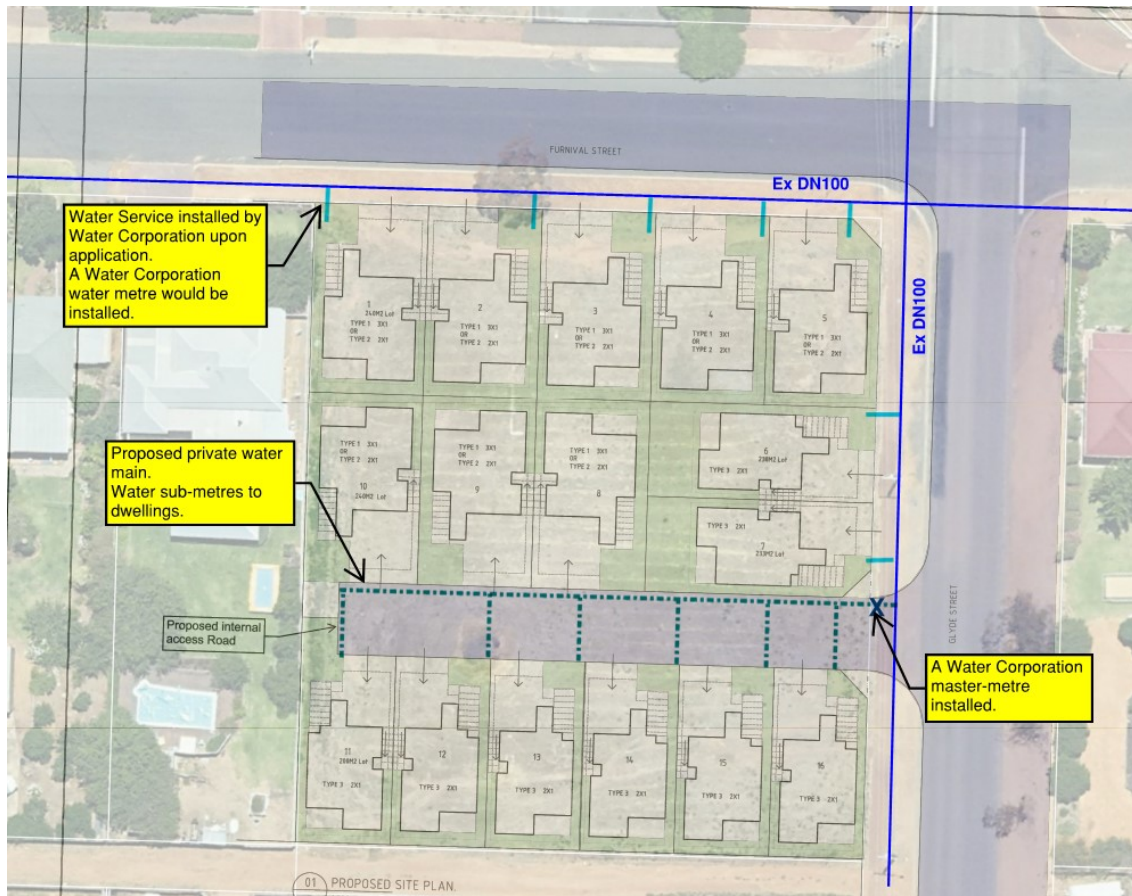 FURNIVAL STREET
Ex DN100
Water Service installed by
Water Corporation upon
application.
A Water Corporation
water metre would be
installed.
Ex DN100
1
240M2 Lot
TYPE 1 3X1
OR
TYPE 2 2X1
2
TYPE 1 3X1
OR
TYPE 2 2X1
3
TYPE 1 3X1
OR
TYPE 2 2X1
4
TYPE 1 3X1
OR
TYPE 2 2X1
5
TYPE 1 3X1
OR
TYPE 2 2X1
Proposed private water
main.
Water sub-metres to
dwellings.
TYPE 1 3X1
OR
TYPE 2 2X1
10
240M2 Lot
TYPE 1 3X1
OR
TYPE 2 2X1
9
TYPE 1 3X1
OR
TYPE 2 2X1
8
6
TYPE 3 2X1
TYPE 3 2X1
7
X
GLYDE STREET
Proposed internal
access Road
A Water Corporation
master-metre
installed.
11
TYPE 3 2X1
12
TYPE 3 2X1
13
TYPE 3 2X1
14
TYPE 3 2X1
15
TYPE 3 2X1
16
TYPE 3 2X1
01 PROPOSED SITE PLAN.